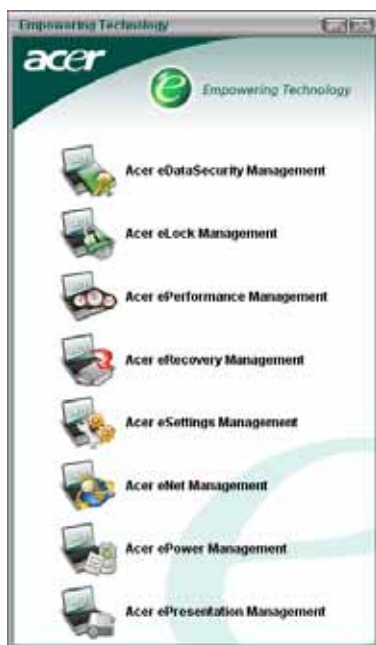 Empowering Technology
acer
Empowering Technology
Acer eDataSecurity Management
Acer eLock Management
Acer ePerformance Management
Acer eRecovery Management
Acer eSettings Management
Acer eNet Management
Acer ePower Management
Acer ePresentation Management